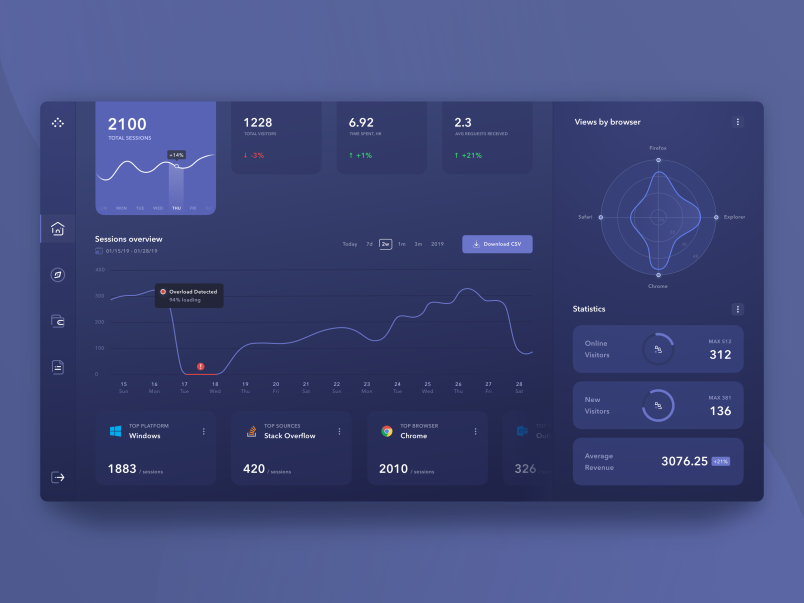 2100
TOTAL SESSIONS
+14%
MON TUE WED THU FRI
1228
TOTAL VISITORS
↓ -3%
6.92
TIME SPENT, HR
↑ +1%
2.3
AVG REQUESTS RECEIVED
↑ +21%
Sessions overview
01/15/19 - 01/28/19
Today 7d 2w 1m 3m 2019
Download CSV
400
300
200
100
0
Overload Detected
94% loading
15 16 17 18 19 20 21 22 23 24 25 26 27 28
Sun Mon Tue Wed Thu Fri Sat Sun Mon Tue Wed Thu Fri Sat
TOP PLATFORM
Windows
1883 / sessions
TOP SOURCES
Stack Overflow
420 / sessions
TOP BROWSER
Chrome
2010 / sessions
326
Views by browser
Firefox
Safari
Explorer
Chrome
Statistics
Online
Visitors
%
MAX 512
312
New
Visitors
%
MAX 381
136
Average
Revenue
3076.25 +21%